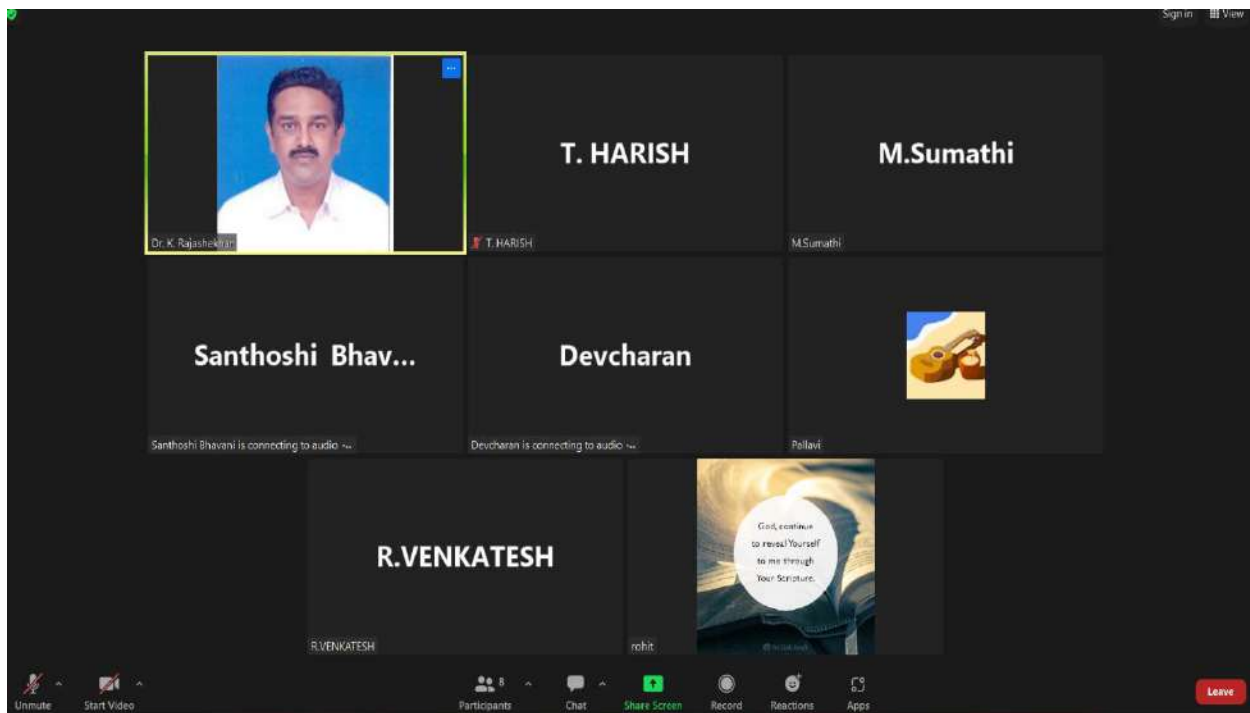 Sign in View
T. HARISH
M.Sumathi
Dr. K. Rajashekhar
T. HARISH
M.Sumathi
Santhoshi Bhav...
Devcharan
Santhoshi Bhavani is connecting to audio
Devcharan is connecting to audio
Pallavi
God, continue
to reveal Yourself
to me through
Your Scripture.
R.VENKATESH
R.VENKATESH
rohit
8
Unmute Start Video Participants Chat Share Screen Record Reactions Apps Leave